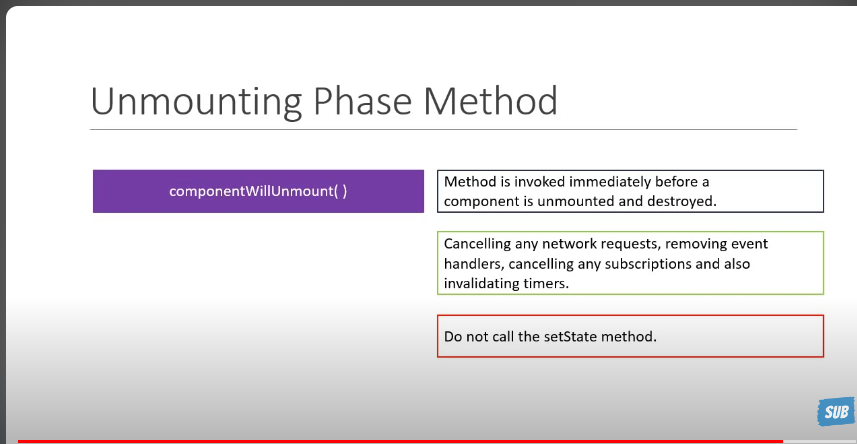 Unmounting Phase Method
componentWillUnmount( )
Method is invoked immediately before a
component is unmounted and destroyed.
Cancelling any network requests, removing event
handlers, cancelling any subscriptions and also
invalidating timers.
Do not call the setState method.
SUB